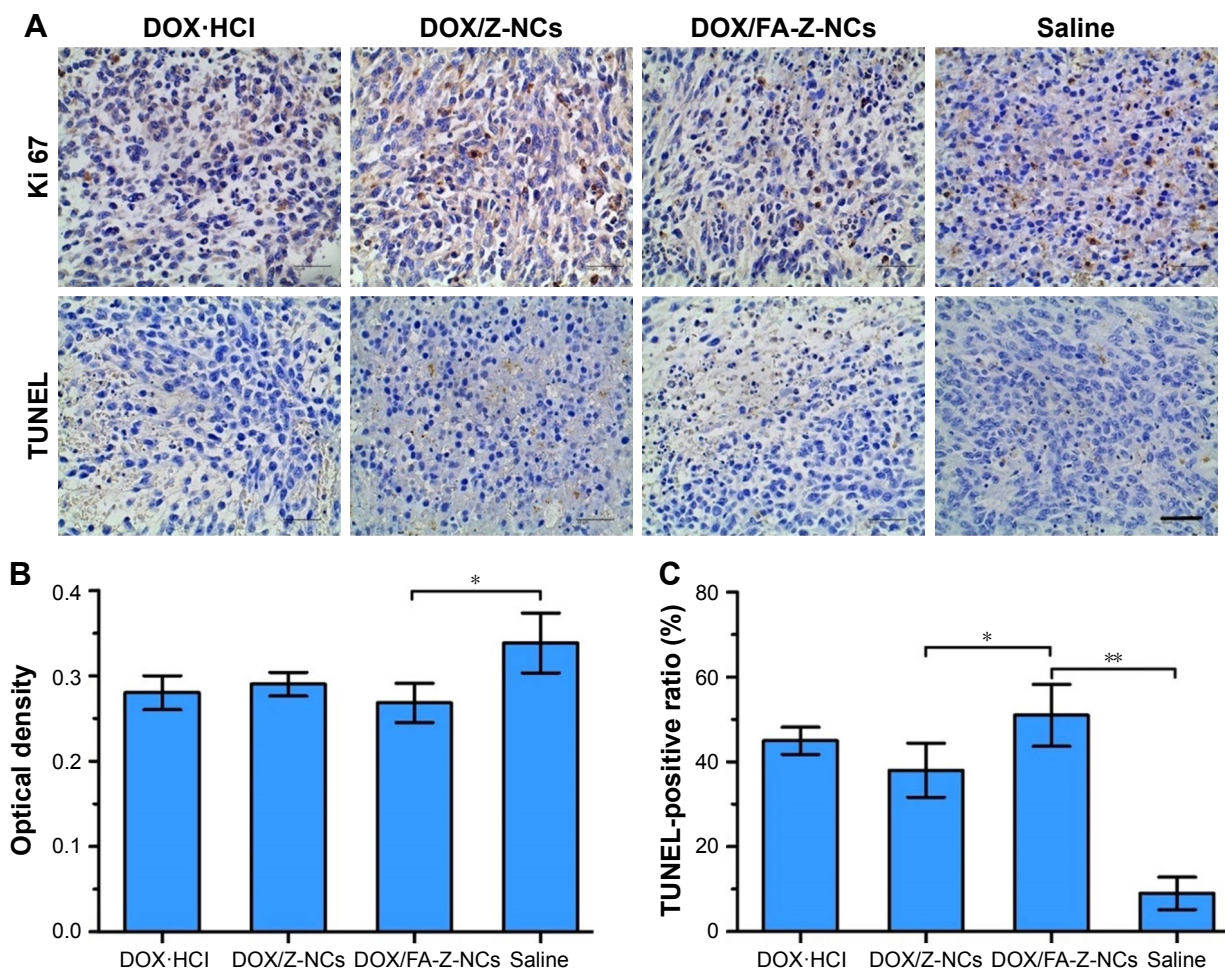 A
DOX·HCl DOX/Z-NCs DOX/FA-Z-NCs Saline
Ki 67
TUNEL
B
Optical density
0.4
0.3
0.2
0.1
0.0
*
DOX·HCl DOX/Z-NCs DOX/FA-Z-NCs Saline
C
TUNEL-positive ratio (%)
80
60
40
20
0
*
**
DOX·HCl DOX/Z-NCs DOX/FA-Z-NCs Saline